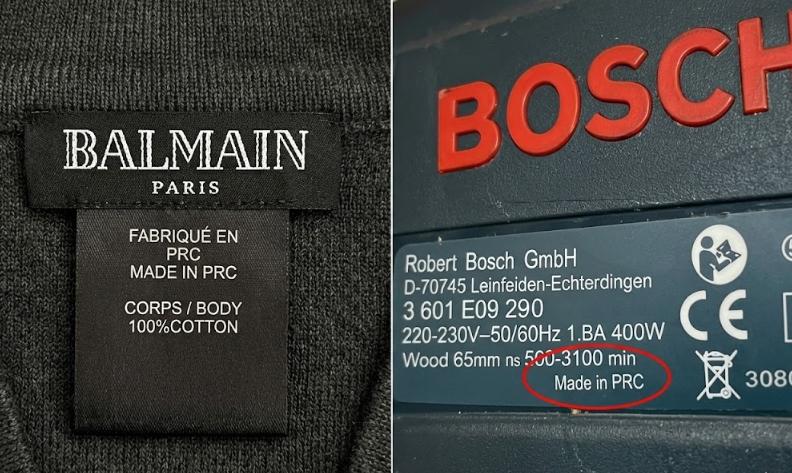 BALMAIN
PARIS
FABRIQUÉ EN
PRC
MADE IN PRC
CORPS / BODY
100%COTTON
BOSCH
Robert Bosch GmbH
D-70745 Leinfeiden-Echterdingen
3 601 E09 290
220-230V–50/60Hz 1.BA 400W
Wood 65mm ns 500-3100 min
Made in PRC
CE
308